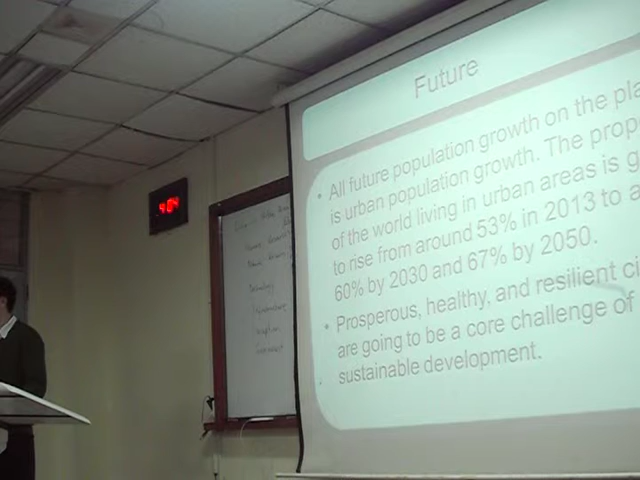 Future
• All future population growth on the pla
is urban population growth. The prop
of the world living in urban areas is g
to rise from around 53% in 2013 to a
60% by 2030 and 67% by 2050.
• Prosperous, healthy, and resilient ci
are going to be a core challenge of
sustainable development.